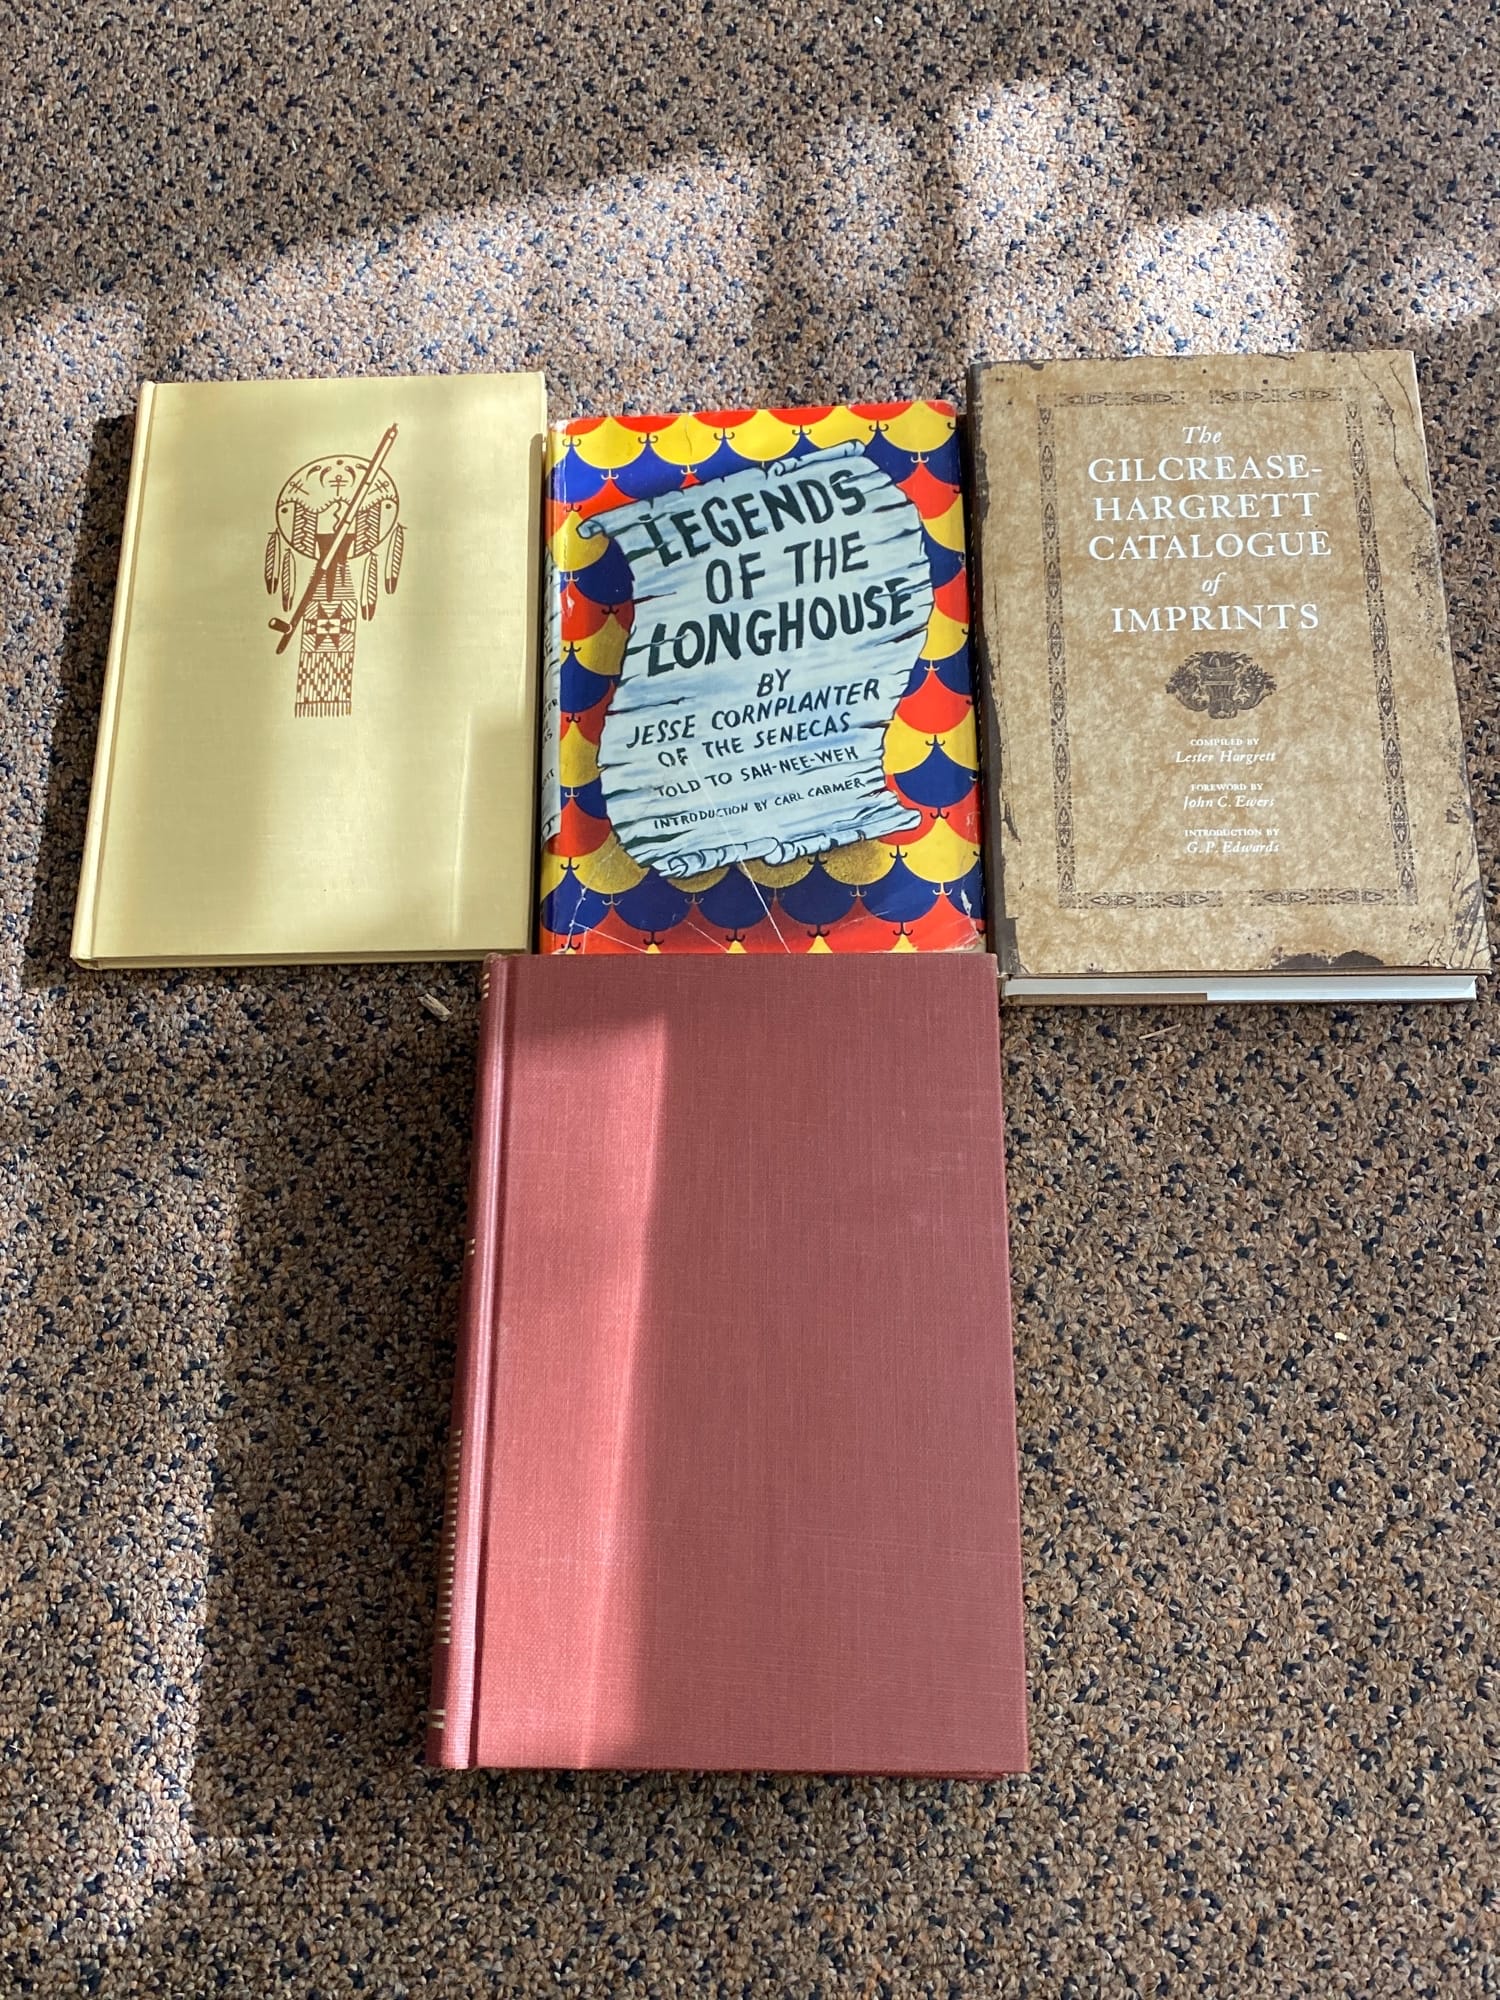 LEGENDS
OF THE
LONGHOUSE
BY
JESSE CORNPLANTER
OF THE SENECAS
TOLD TO SAH-NEE-WEH
INTRODUCTION BY CARL CARMER
The
GILCREASE-
HARGRETT
CATALOGUE
of
IMPRINTS
COMPILED BY
Lester Hargrett
FOREWORD BY
John C. Ewers
INTRODUCTION BY
G. P. Edwards